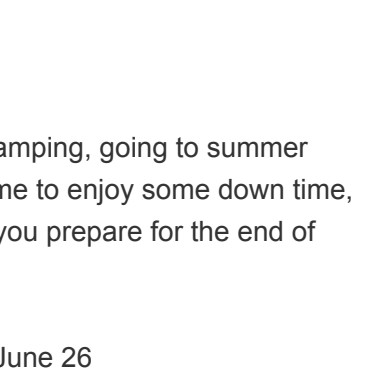 amping, going to summer
me to enjoy some down time,
you prepare for the end of
June 26